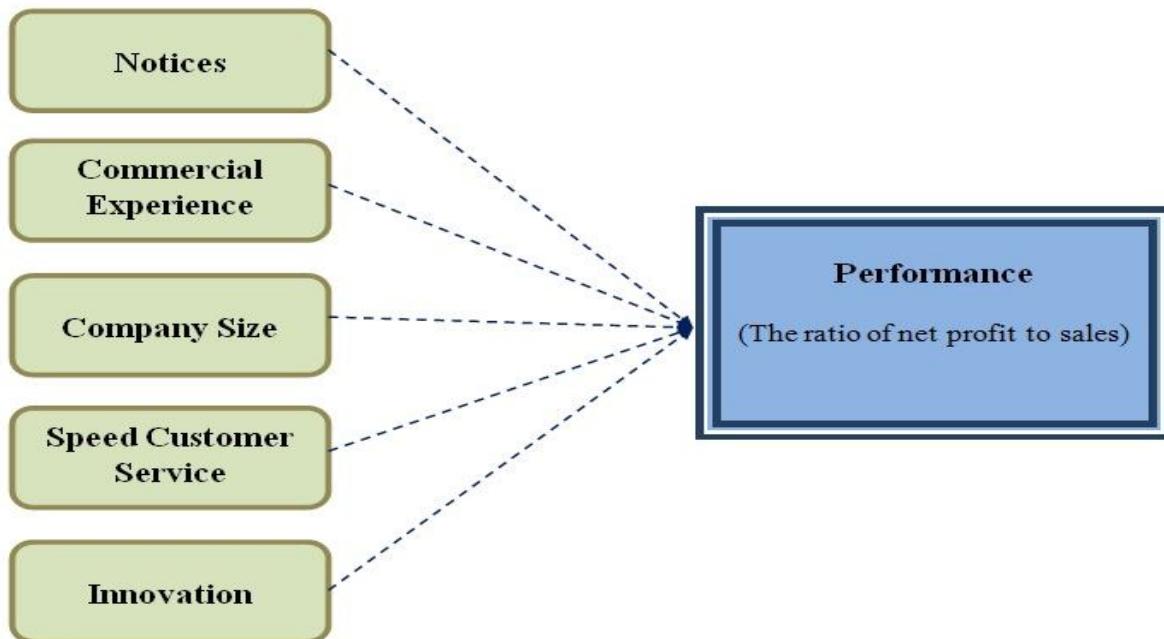 Notices
Commercial
Experience
Company Size
Speed Customer
Service
Innovation
Performance
(The ratio of net profit to sales)